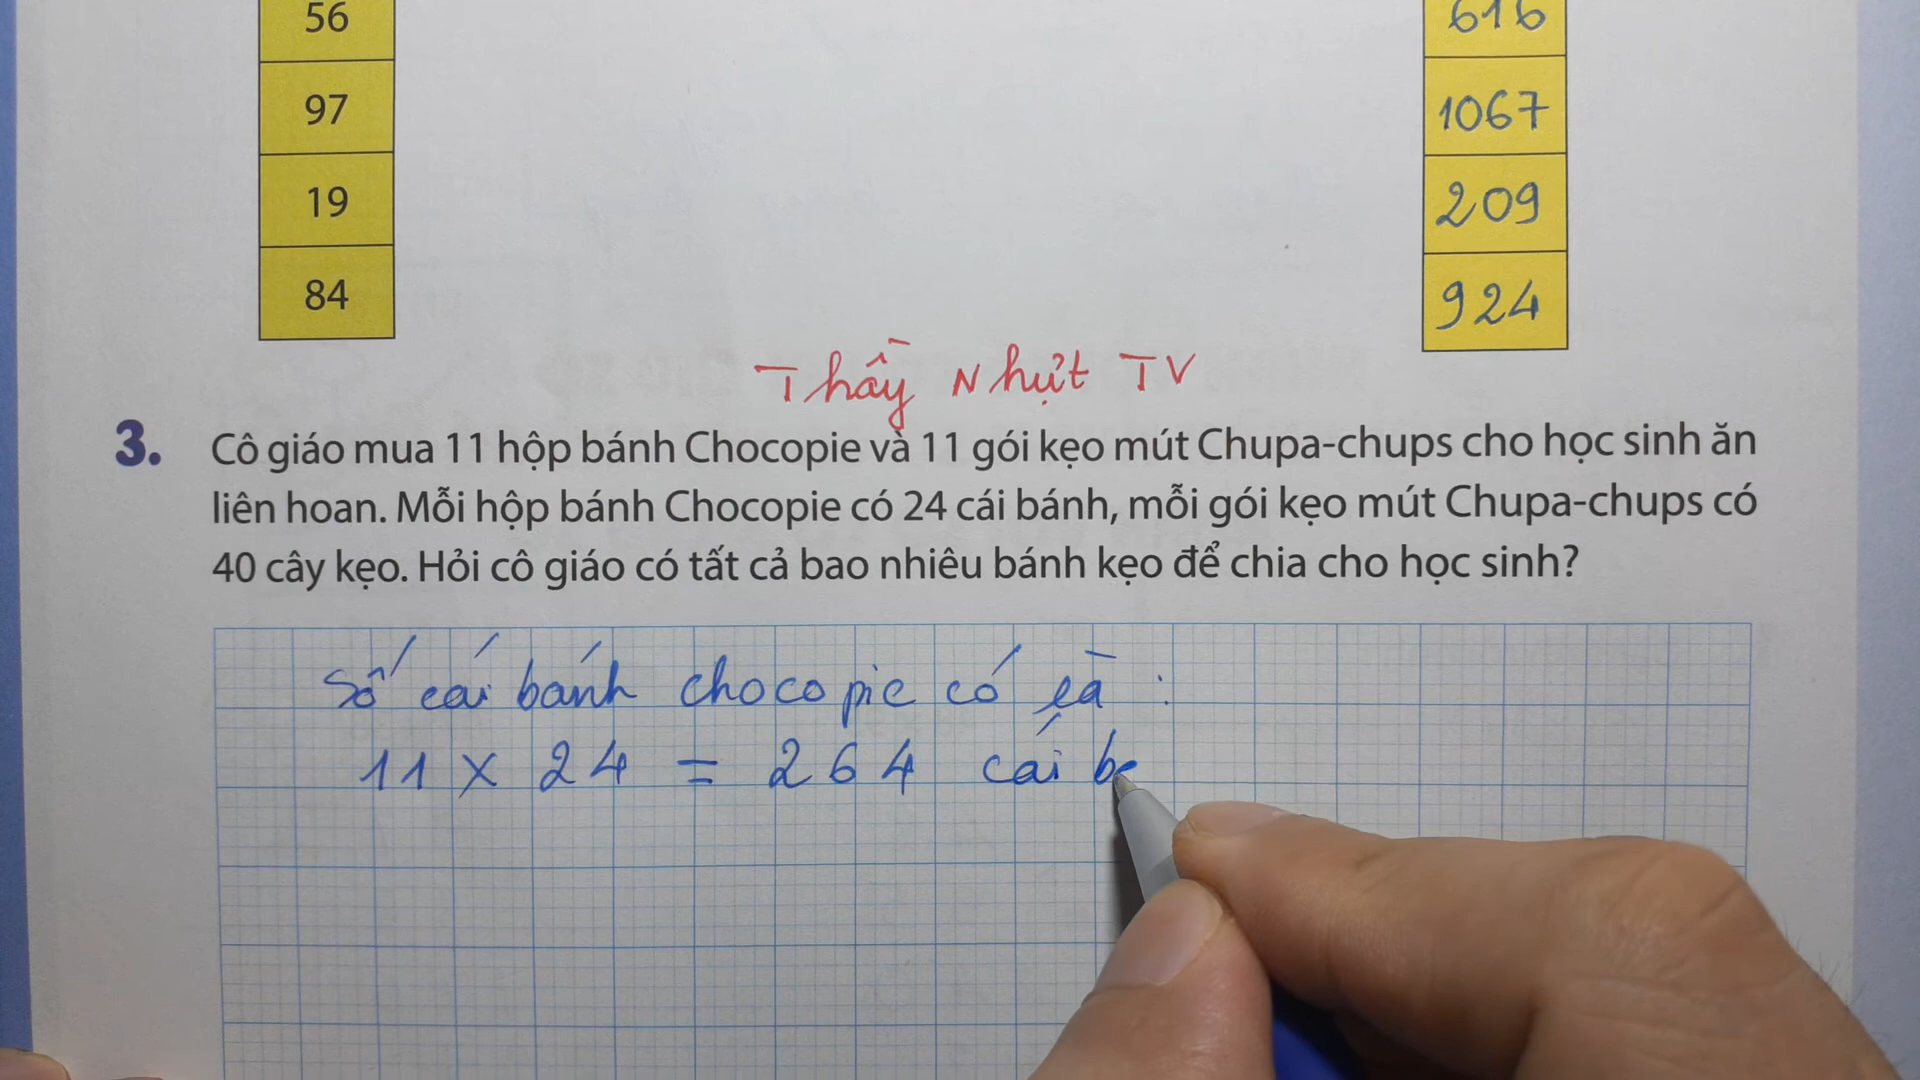 56
616
97
1067
19
209
84
924
Thầy Nhựt TV
3. Cô giáo mua 11 hộp bánh Chocopie và 11 gói kẹo mút Chupa-chups cho học sinh ăn
liên hoan. Mỗi hộp bánh Chocopie có 24 cái bánh, mỗi gói kẹo mút Chupa-chups có
40 cây kẹo. Hỏi cô giáo có tất cả bao nhiêu bánh kẹo để chia cho học sinh?
Số cái bánh chocopie có là :
11 x 24 = 264 cái b